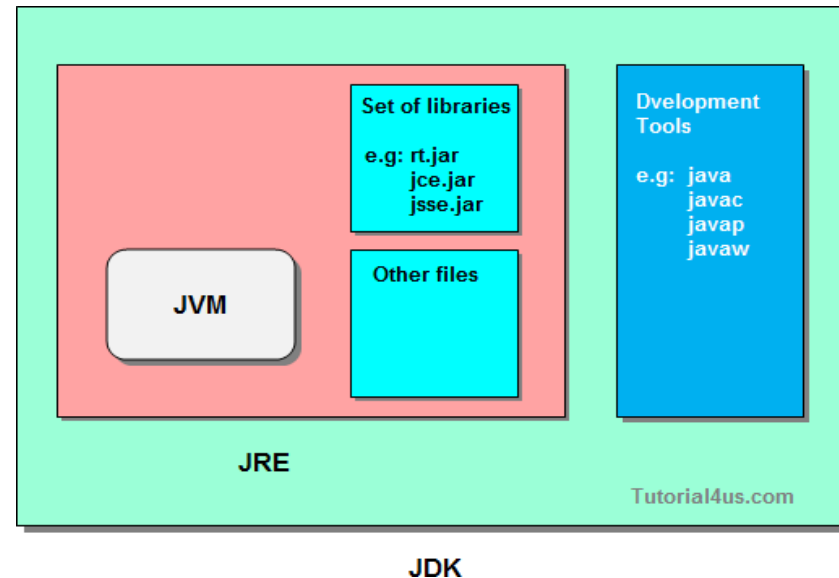 Set of libraries
e.g: rt.jar
jce.jar
jsse.jar
Other files
JVM
JRE
Dvelopment
Tools
e.g: java
javac
javap
javaw
Tutorial4us.com
JDK